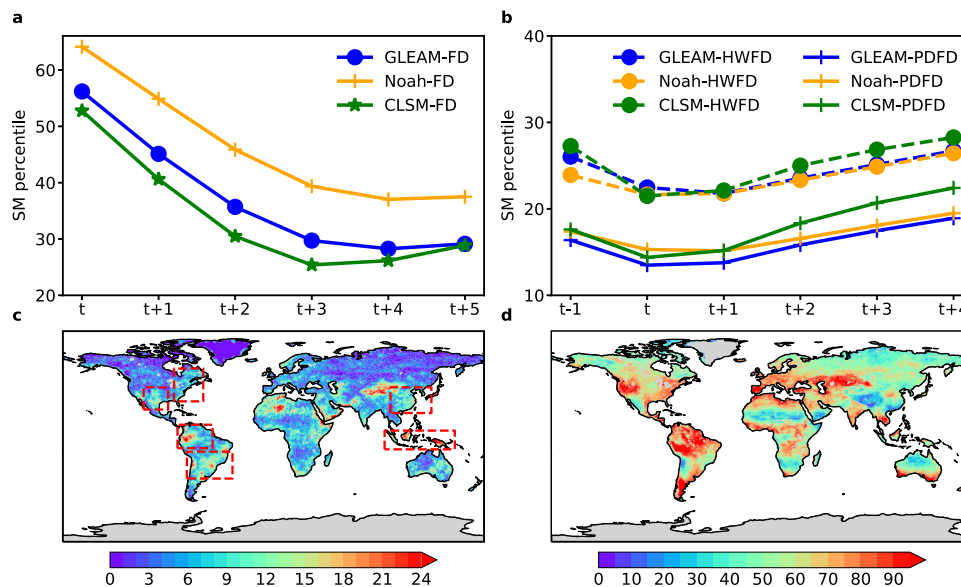 a
SM percentile
60
50
40
30
20
GLEAM-FD
Noah-FD
CLSM-FD
t t+1 t+2 t+3 t+4 t+5
b
SM percentile
40
30
20
10
GLEAM-HWFD GLEAM-PDFD
Noah-HWFD Noah-PDFD
CLSM-HWFD CLSM-PDFD
t-1 t t+1 t+2 t+3 t+4
c
0 3 6 9 12 15 18 21 24
d
0 10 20 30 40 50 60 70 80 90